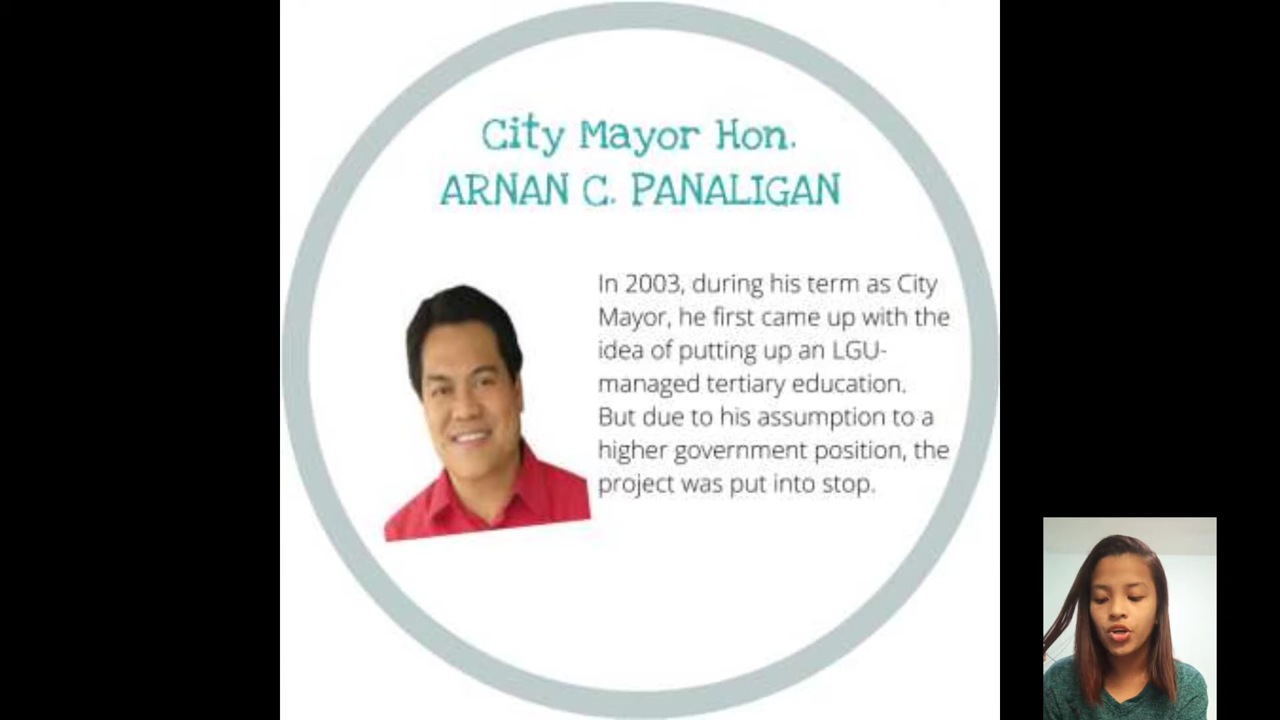 City Mayor Hon.
ARNAN C. PANALIGAN
In 2003, during his term as City
Mayor, he first came up with the
idea of putting up an LGU-
managed tertiary education.
But due to his assumption to a
higher government position, the
project was put into stop.